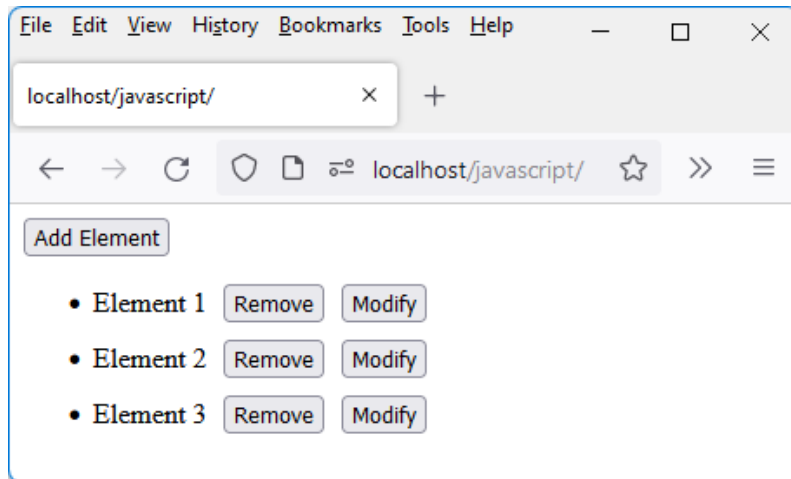 File Edit View History Bookmarks Tools Help
localhost/javascript/
localhost/javascript/
Add Element
Element 1 Remove Modify
Element 2 Remove Modify
Element 3 Remove Modify